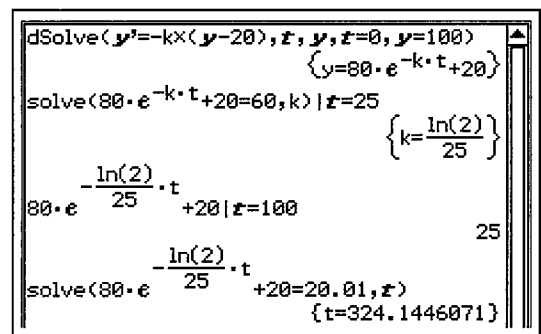 dSolve(y'=-k×(y-20),t,y,t=0,y=100)
{y=80·e^-k·t+20}
solve(80·e^-k·t+20=60,k)|t=25
{k=ln(2)/25}
80·e^-ln(2)/25·t+20|t=100
25
solve(80·e^-ln(2)/25·t+20=20.01,t)
{t=324.1446071}